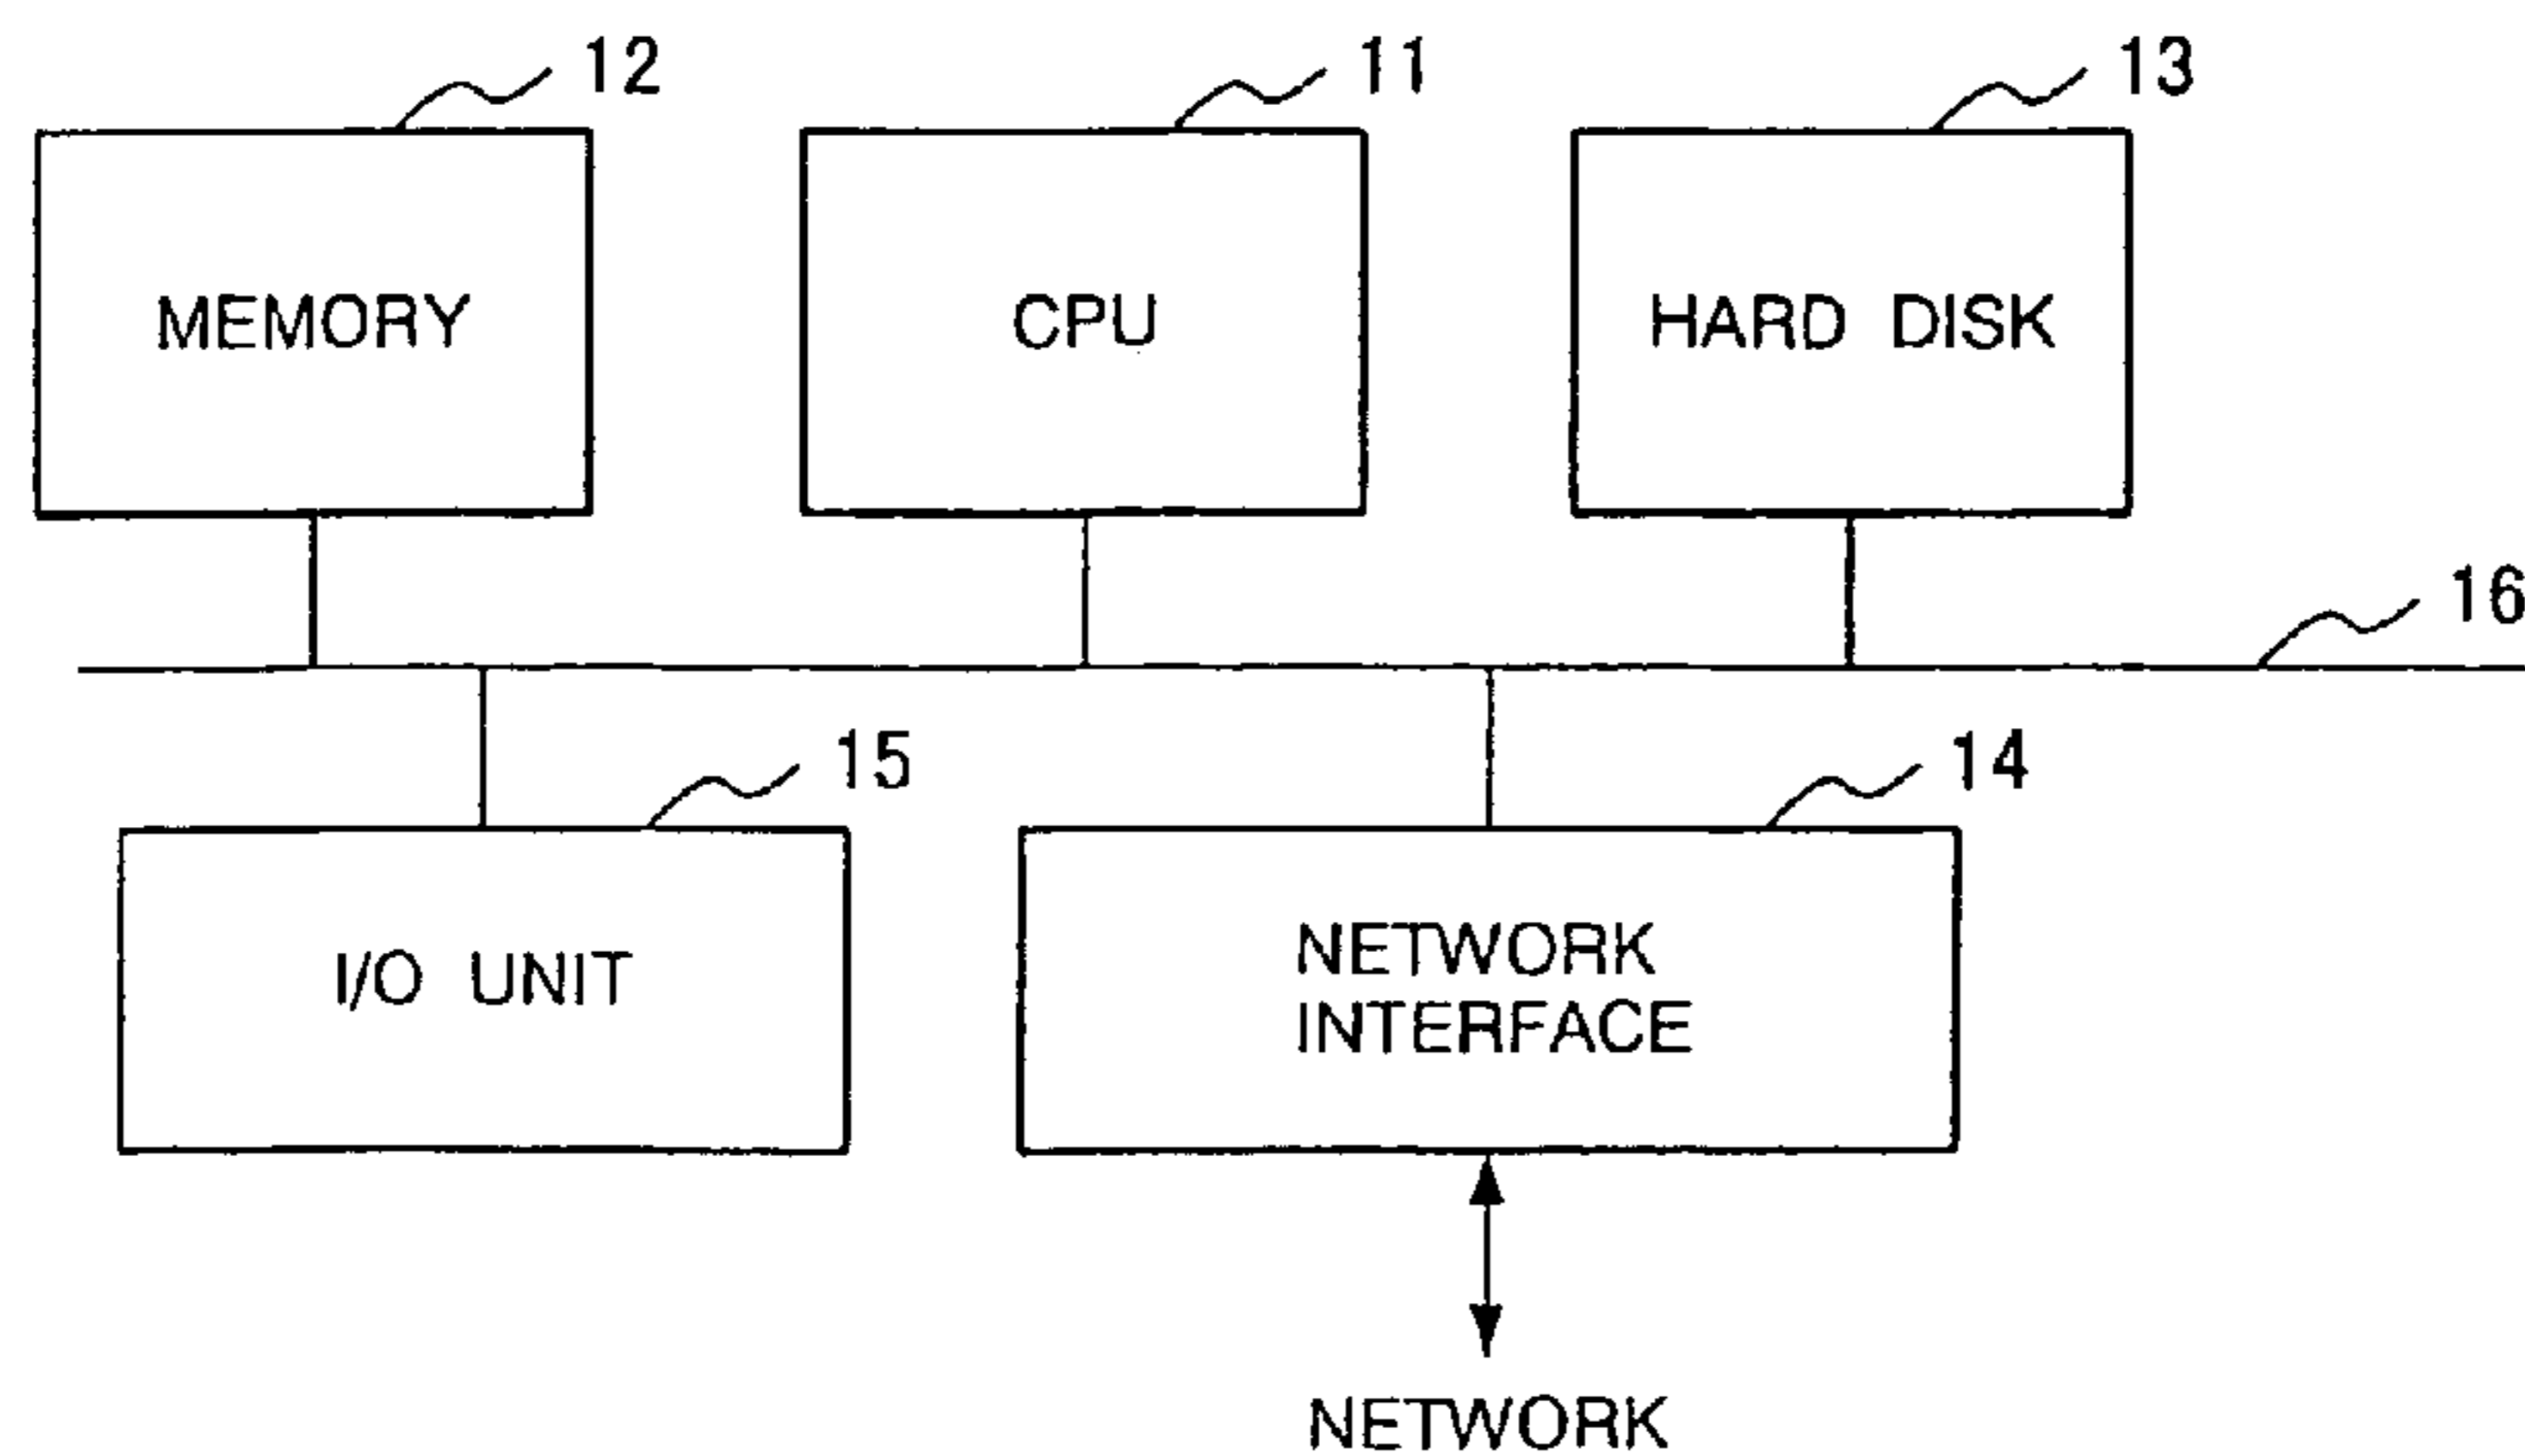 12
11
13
MEMORY
CPU
HARD DISK
16
15
14
I/O UNIT
NETWORK
INTERFACE
NETWORK